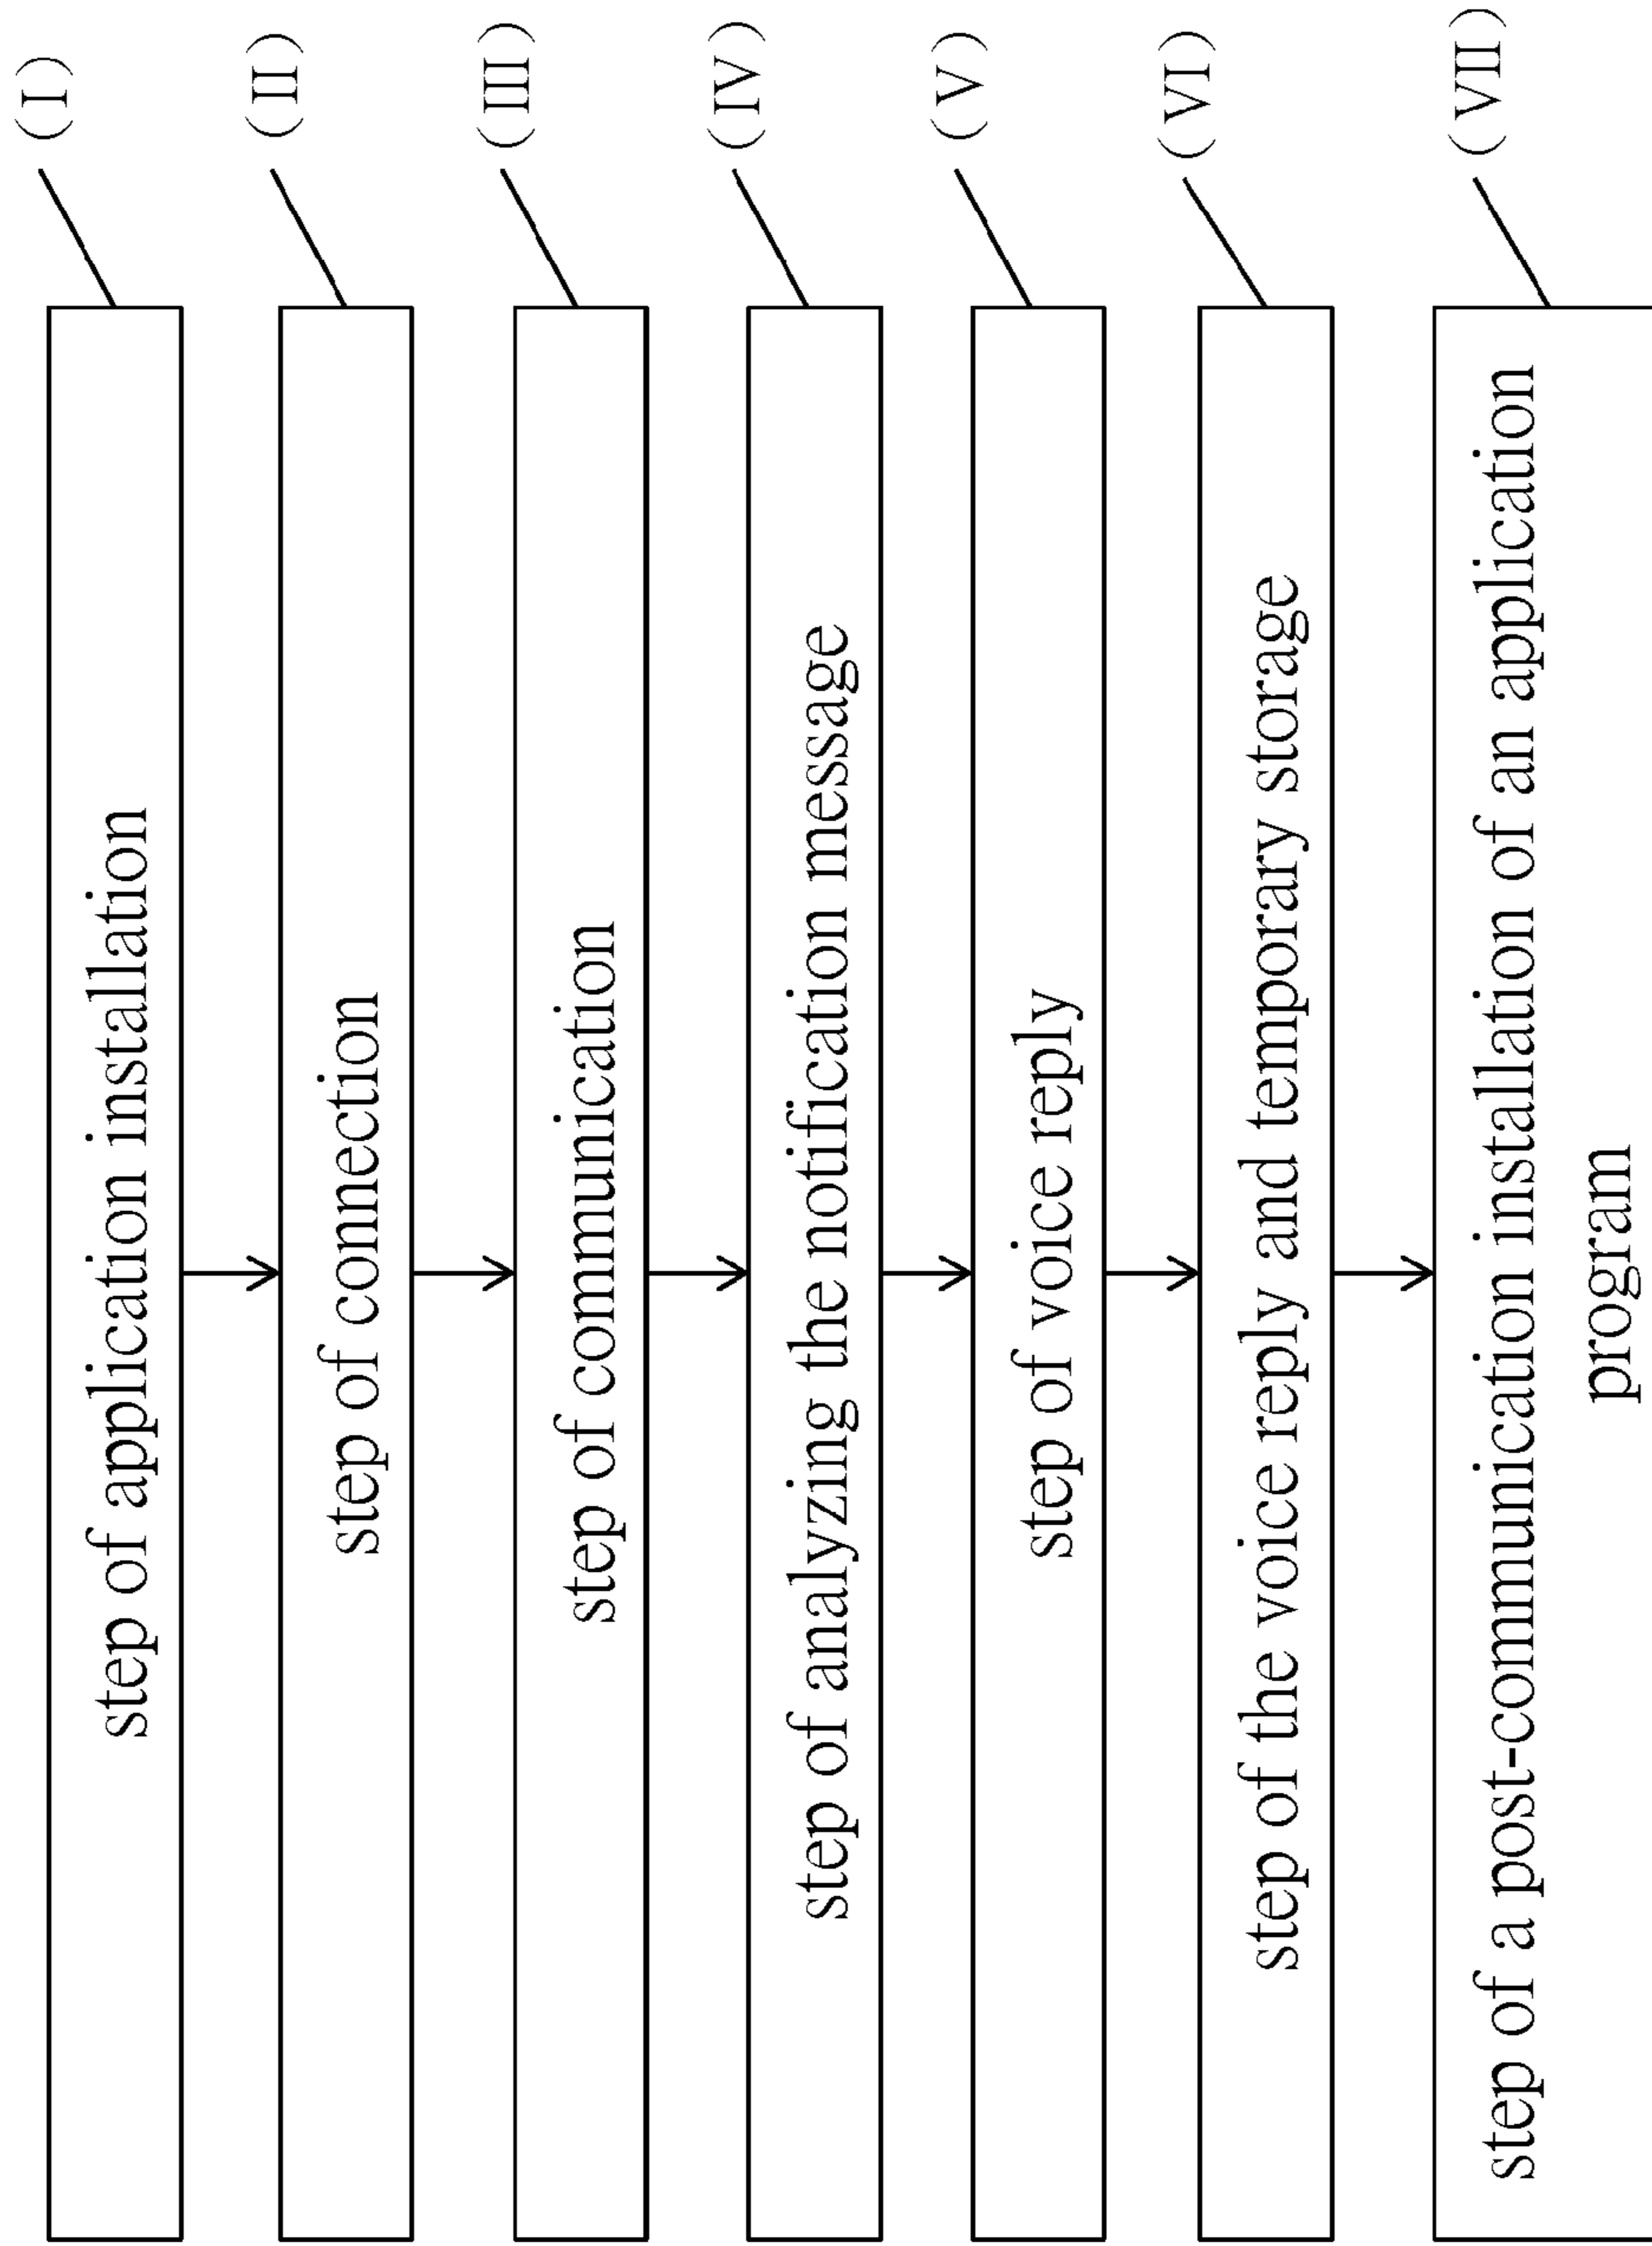 (I)
step of application installation
(II)
step of connection
(III)
step of communication
(IV)
step of analyzing the notification message
(V)
step of voice reply
(VI)
step of the voice reply and temporary storage
(VII)
step of a post-communication installation of an application
program